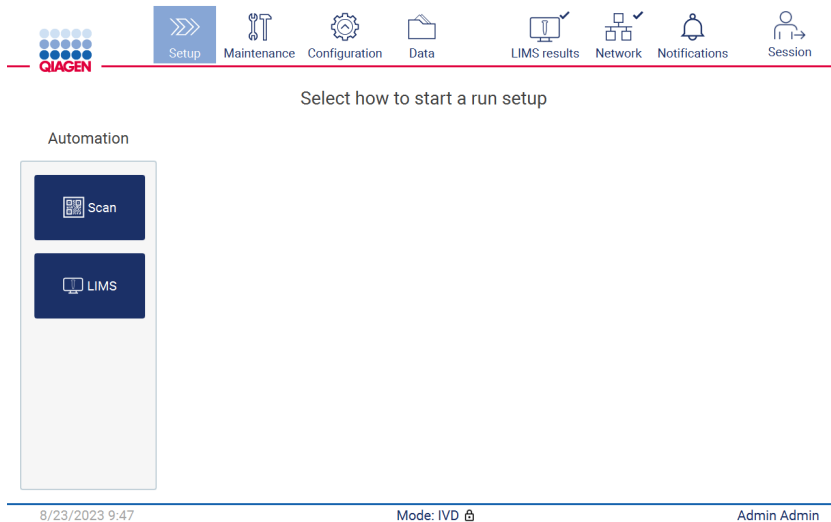 QIAGEN
Setup Maintenance Configuration Data LIMS results Network Notifications Session
Select how to start a run setup
Automation
Scan
LIMS
8/23/2023 9:47 Mode: IVD Admin Admin